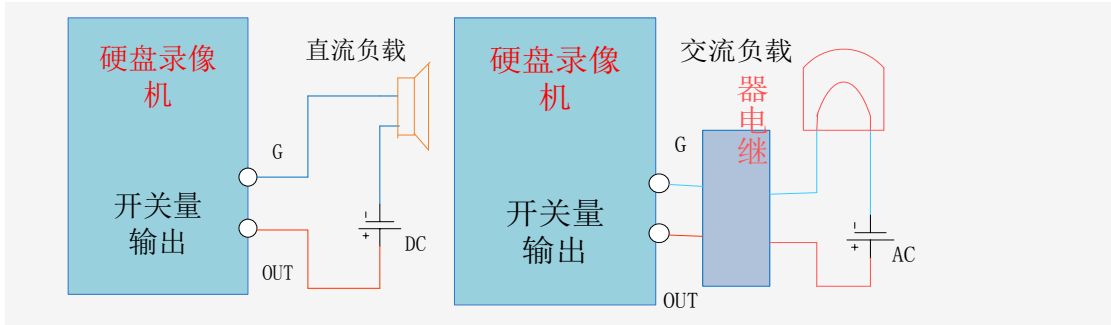 硬盘录像
机
直流负载
G
开关量
输出
-
+
DC
OUT
硬盘录像
机
交流负载
器
电
继
G
开关量
输出
-
+
AC
OUT